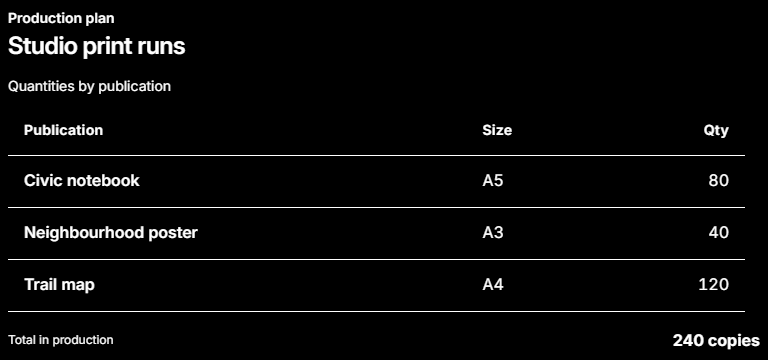 Production plan
Studio print runs
Quantities by publication
Publication Size Qty
Civic notebook A5 80
Neighbourhood poster A3 40
Trail map A4 120
Total in production 240 copies